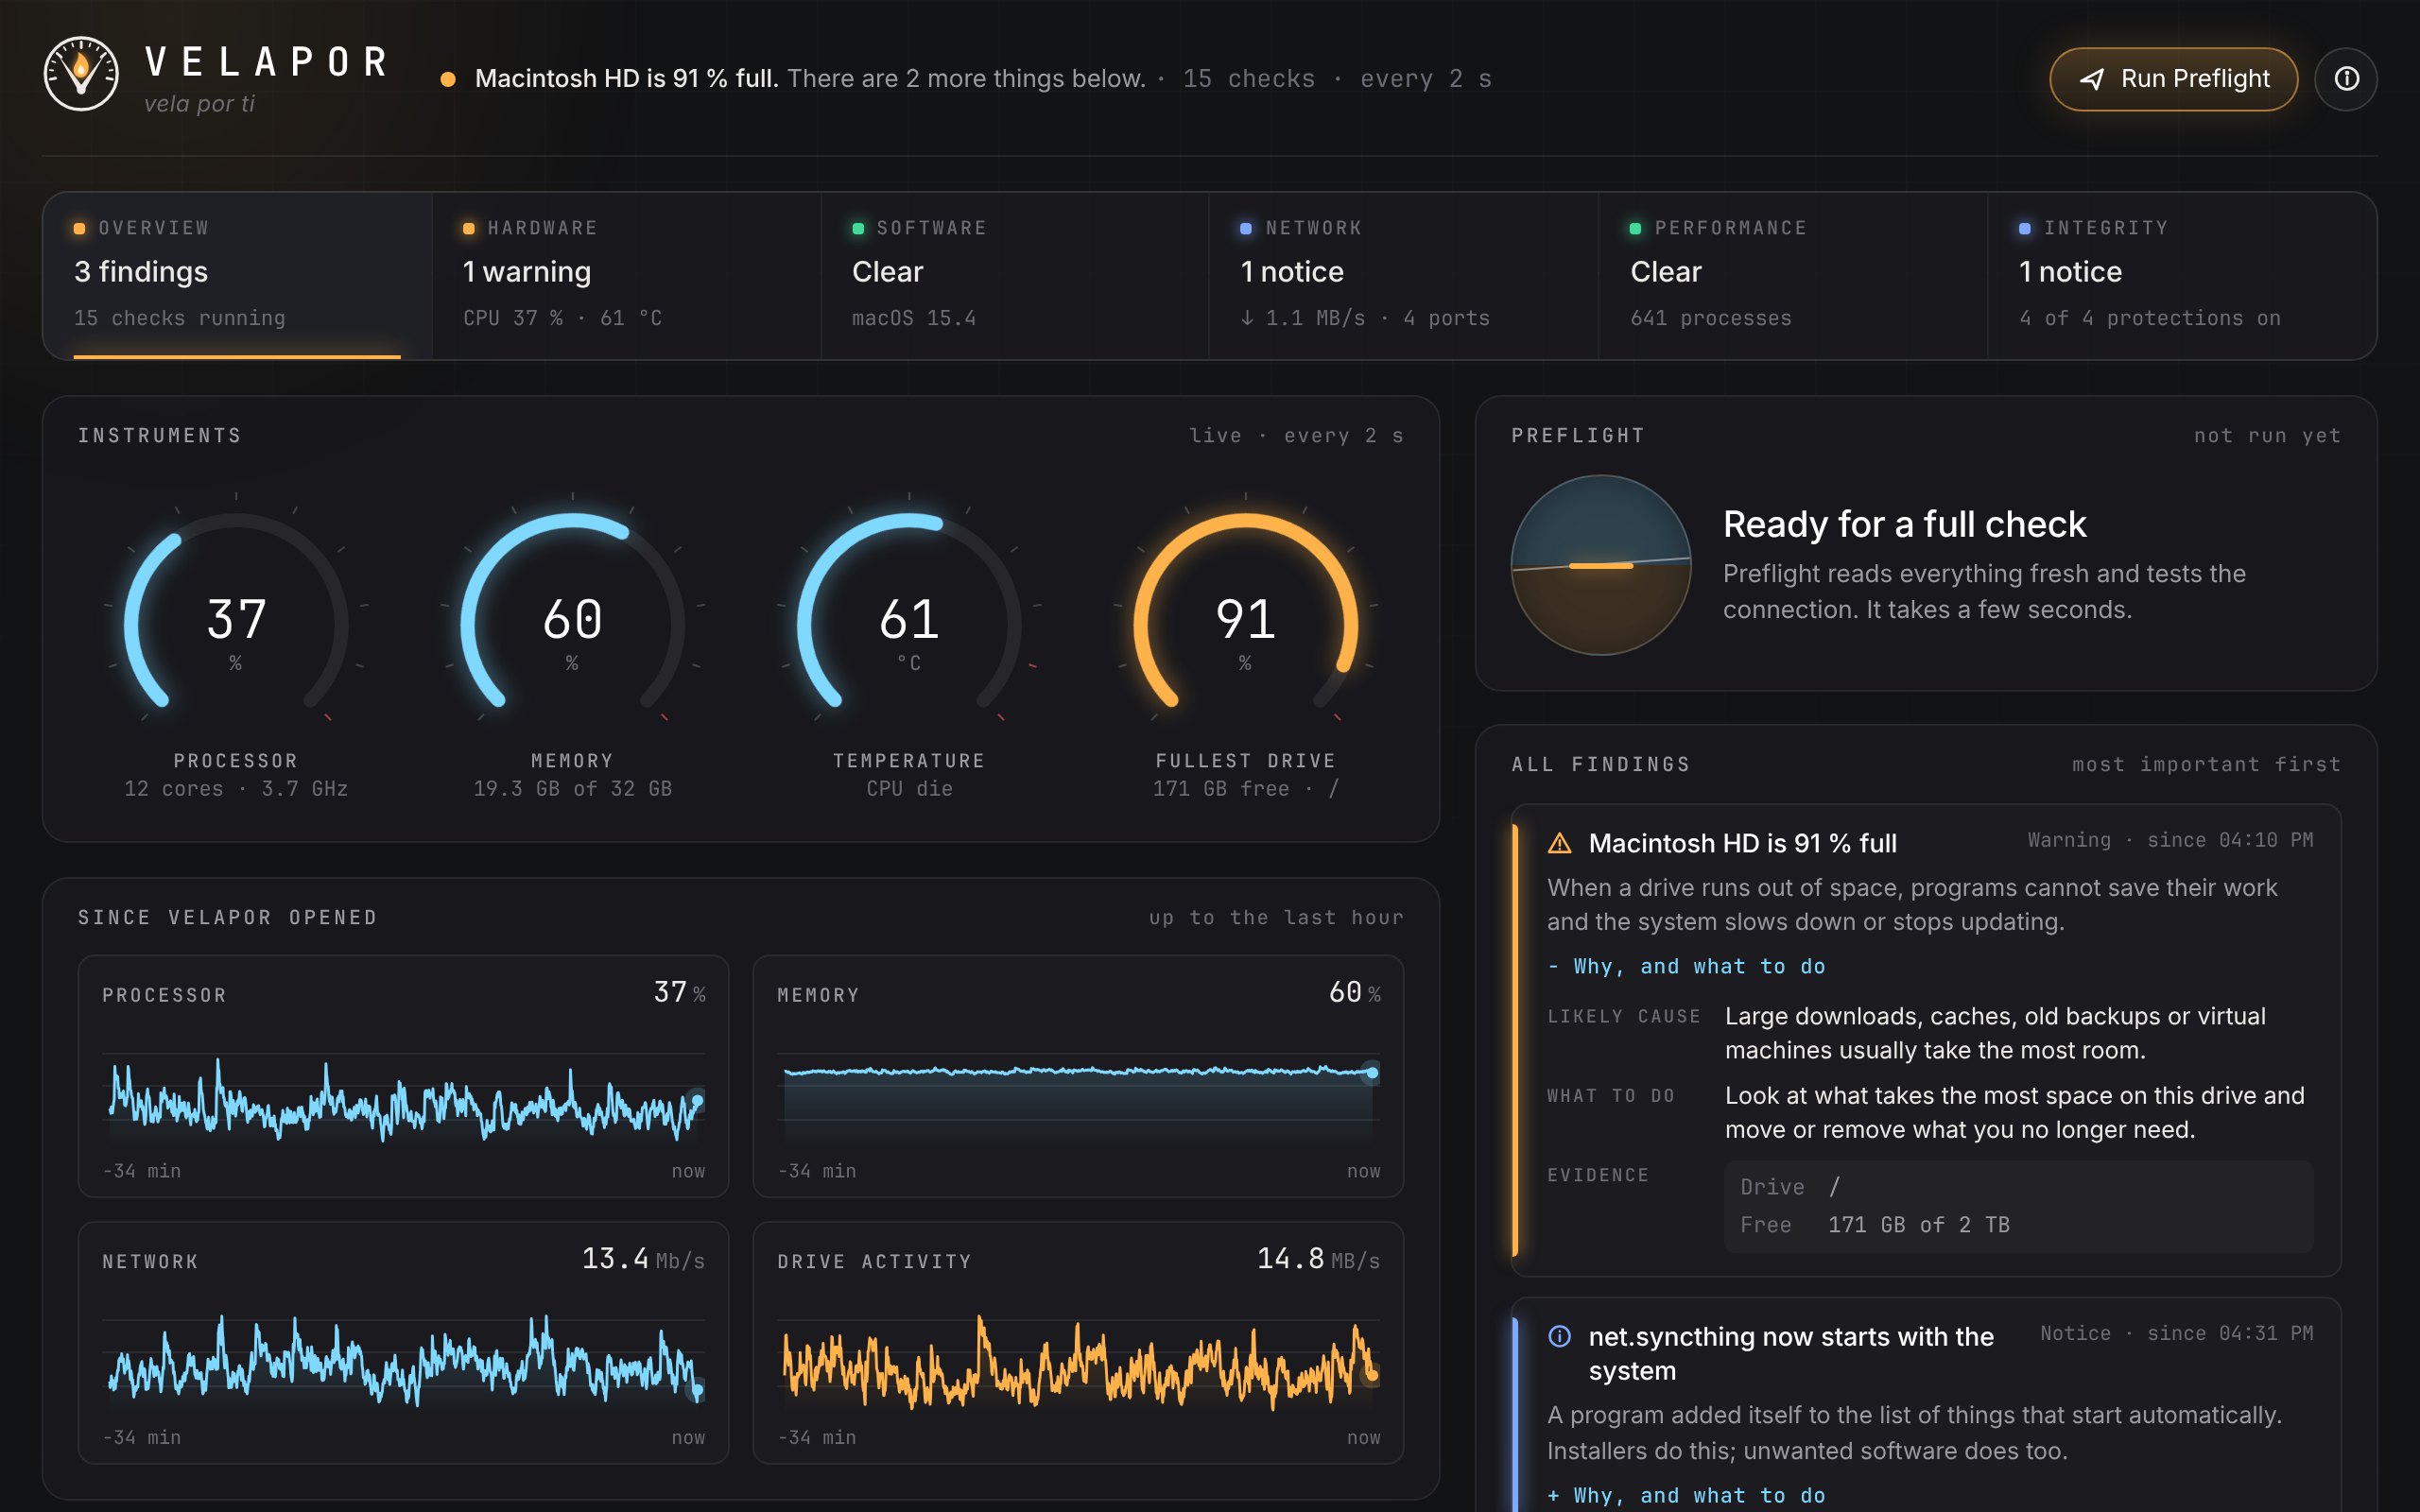 VELAPOR
vela por ti
Macintosh HD is 91 % full. There are 2 more things below. · 15 checks · every 2 s
Run Preflight
OVERVIEW
3 findings
15 checks running
HARDWARE
1 warning
CPU 37 % · 61 °C
SOFTWARE
Clear
macOS 15.4
NETWORK
1 notice
↓ 1.1 MB/s · 4 ports
PERFORMANCE
Clear
641 processes
INTEGRITY
1 notice
4 of 4 protections on
INSTRUMENTS
live · every 2 s
37
%
PROCESSOR
12 cores · 3.7 GHz
60
%
MEMORY
19.3 GB of 32 GB
61
°C
TEMPERATURE
CPU die
91
%
FULLEST DRIVE
171 GB free · /
SINCE VELAPOR OPENED
up to the last hour
PROCESSOR
37 %
-34 min
now
MEMORY
60 %
-34 min
now
NETWORK
13.4 Mb/s
-34 min
now
DRIVE ACTIVITY
14.8 MB/s
-34 min
now
PREFLIGHT
not run yet
Ready for a full check
Preflight reads everything fresh and tests the
connection. It takes a few seconds.
ALL FINDINGS
most important first
Macintosh HD is 91 % full
Warning · since 04:10 PM
When a drive runs out of space, programs cannot save their work
and the system slows down or stops updating.
- Why, and what to do
LIKELY CAUSE
Large downloads, caches, old backups or virtual
machines usually take the most room.
WHAT TO DO
Look at what takes the most space on this drive and
move or remove what you no longer need.
EVIDENCE
Drive /
Free 171 GB of 2 TB
net.syncthing now starts with the
system
Notice · since 04:31 PM
A program added itself to the list of things that start automatically.
Installers do this; unwanted software does too.
+ Why, and what to do